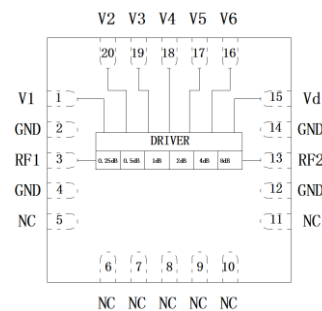 V2 V3 V4 V5 V6
20 19 18 17 16
V1 1 15 Vd
GND 2 14 GND
DRIVER
RF1 3 0.25dB 0.5dB 1dB 2dB 4dB 8dB 13 RF2
GND 4 12 GND
NC 5 11 NC
6 7 8 9 10
NC NC NC NC NC